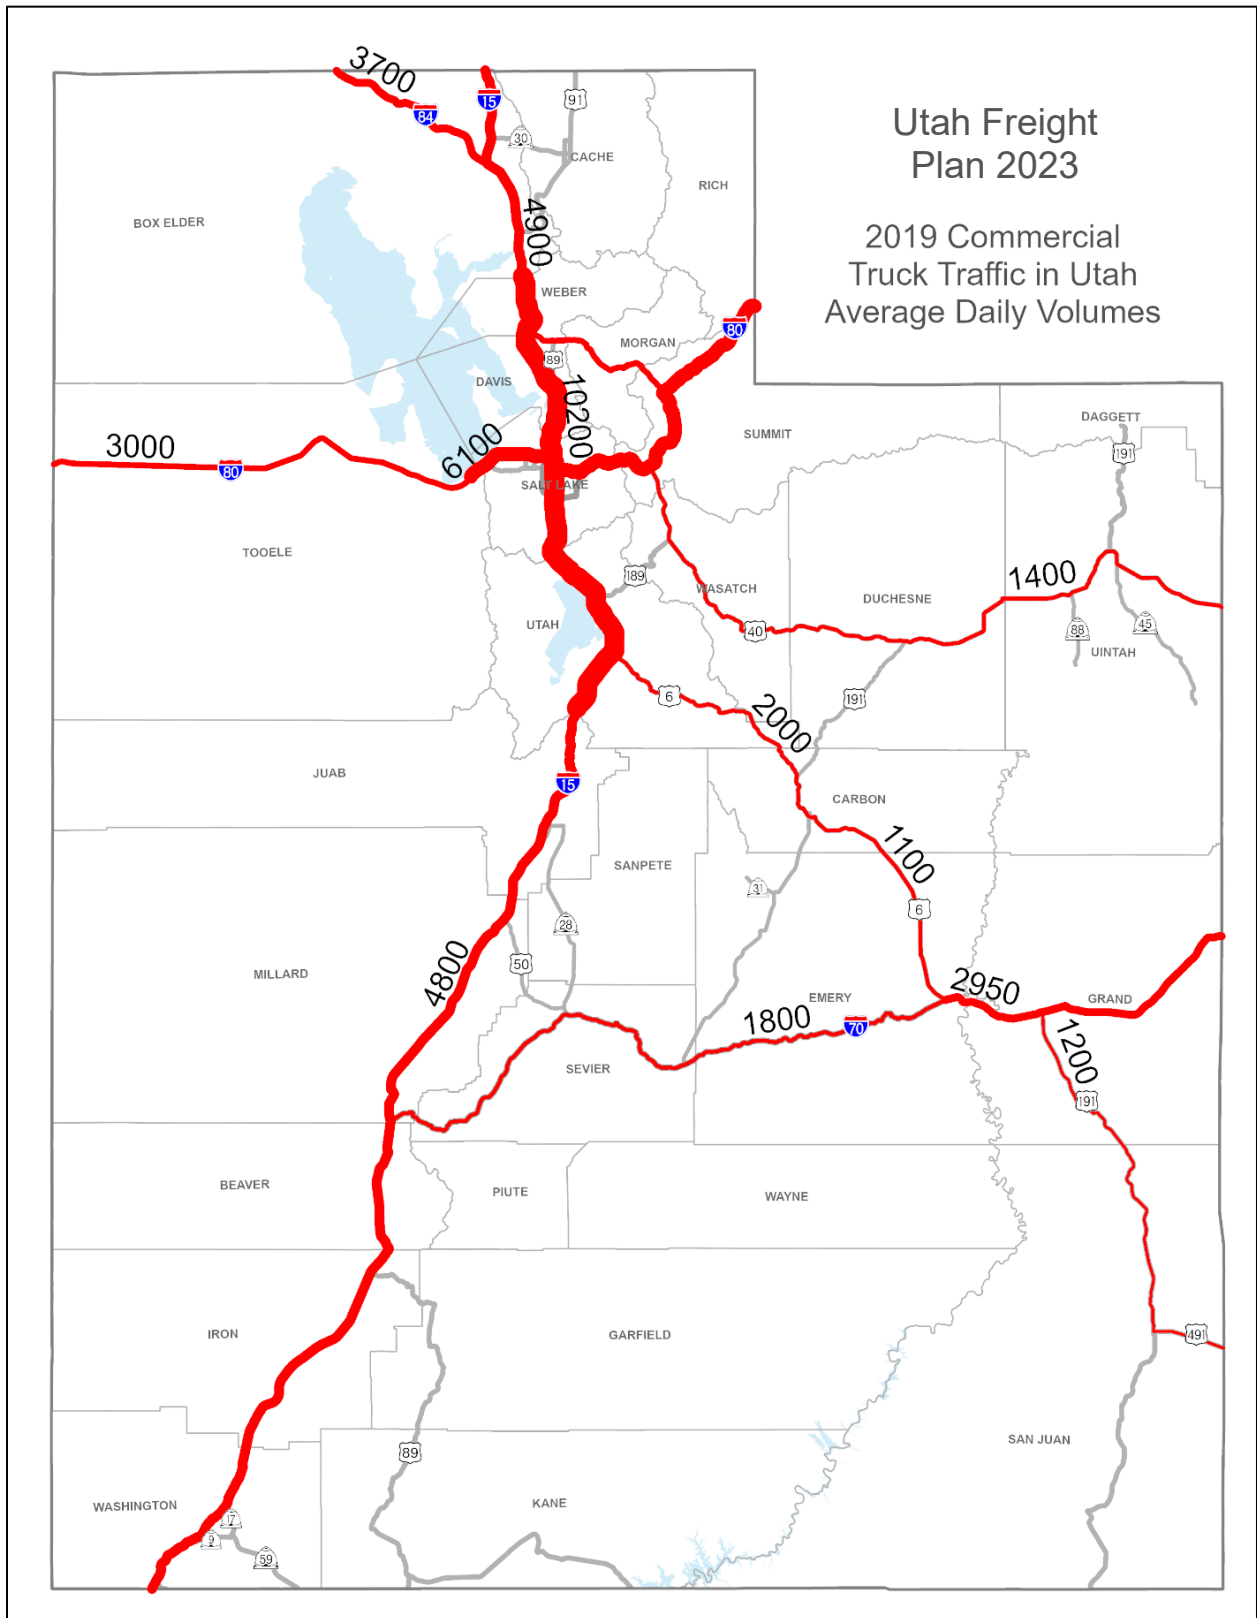 3700
84
15
91
30
CACHE
RICH
Utah Freight
Plan 2023
2019 Commercial
Truck Traffic in Utah
Average Daily Volumes
BOX ELDER
4900
WEBER
80
MORGAN
89
DAVIS
10200
SUMMIT
DAGGETT
3000
80
6100
SALT LAKE
191
TOOELE
189
WASATCH
DUCHESNE
1400
UTAH
40
88
45
UINTAH
6
191
2000
JUAB
15
CARBON
SANPETE
1100
31
6
28
50
4800
MILLARD
EMERY
2950
GRAND
1800
70
1200
SEVIER
191
BEAVER
PIUTE
WAYNE
IRON
GARFIELD
491
89
SAN JUAN
WASHINGTON
17
9
59
KANE